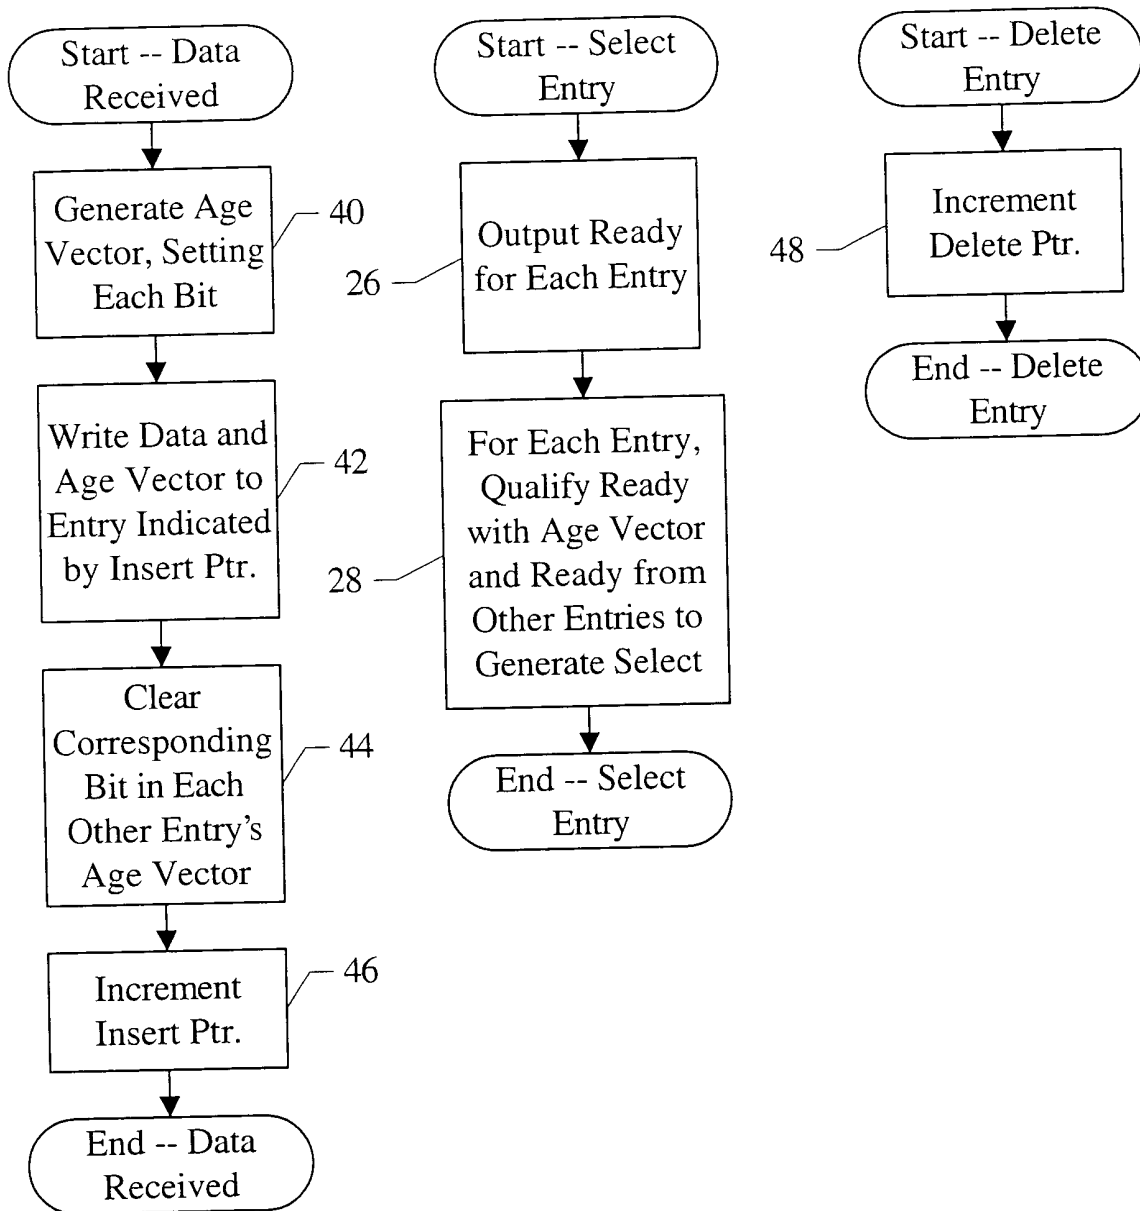 Start -- Data
Received
Generate Age
Vector, Setting
Each Bit
40
Write Data and
Age Vector to
Entry Indicated
by Insert Ptr.
42
Clear
Corresponding
Bit in Each
Other Entry's
Age Vector
44
Increment
Insert Ptr.
46
End -- Data
Received
Start -- Select
Entry
Output Ready
for Each Entry
26
For Each Entry,
Qualify Ready
with Age Vector
and Ready from
Other Entries to
Generate Select
28
End -- Select
Entry
Start -- Delete
Entry
Increment
Delete Ptr.
48
End -- Delete
Entry